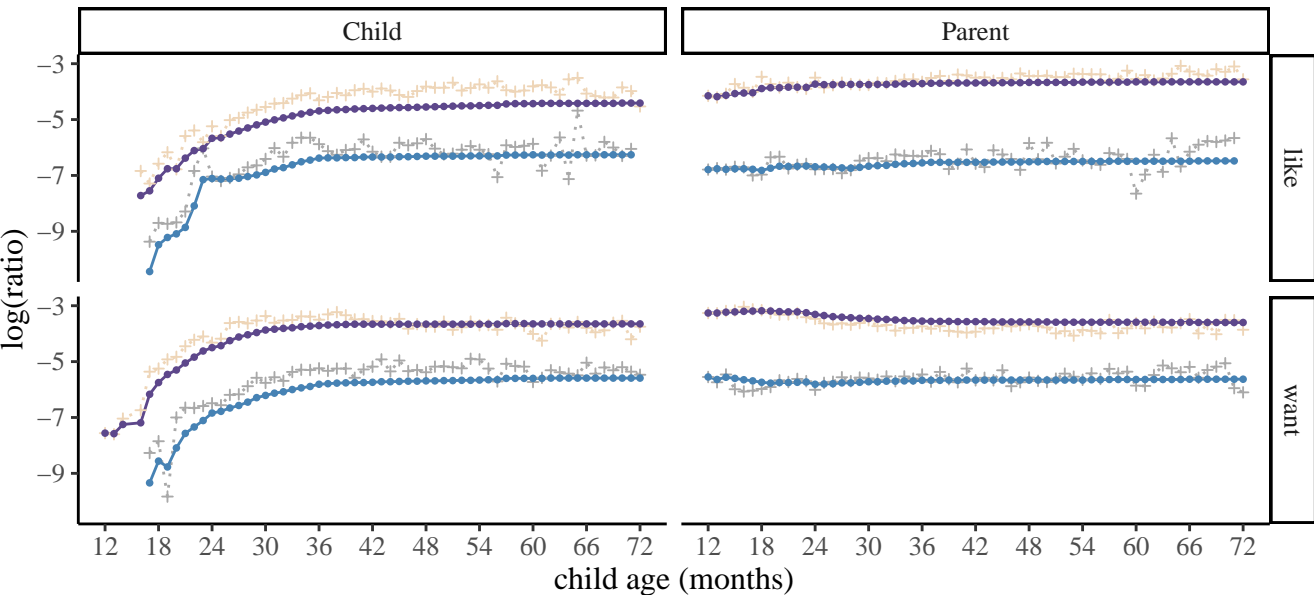 Child Parent
−3
−5
−7
−9
like
−3
−5
−7
−9
want
log(ratio)
12 18 24 30 36 42 48 54 60 66 72 12 18 24 30 36 42 48 54 60 66 72
child age (months)